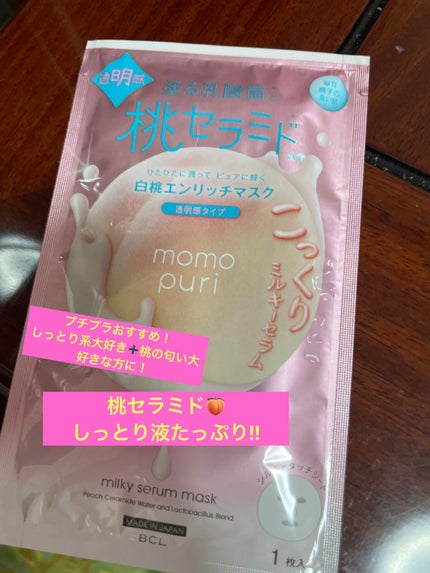 透明感
塗る乳酸菌
桃セラミド
ひたひたに潤って ピュアに輝く
白桃エンリッチマスク
透明感タイプ
こっくり
ミルキーセラム
momo
puri
プチプラおすすめ！
しっとり系大好き➕桃の匂い大
好きな方に！
桃セラミド🍑
しっとり液たっぷり!!
milky serum mask
Peach Ceramide Water and Lactobacillus Blend
MADE IN JAPAN
BCL
1枚入